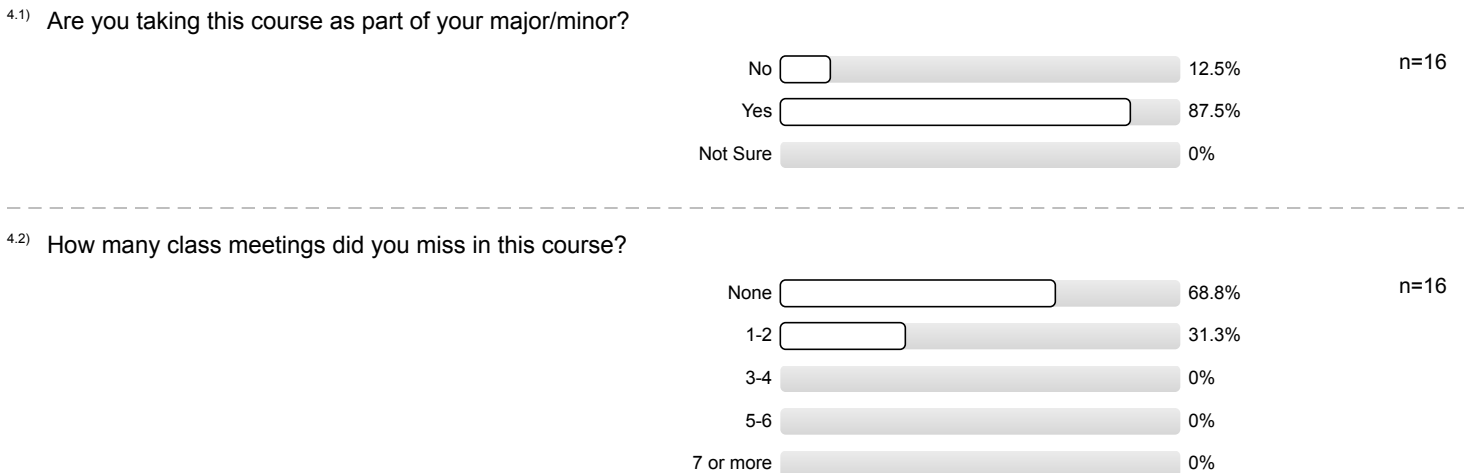 4.1) Are you taking this course as part of your major/minor?
No 12.5% n=16
Yes 87.5%
Not Sure 0%
4.2) How many class meetings did you miss in this course?
None 68.8% n=16
1-2 31.3%
3-4 0%
5-6 0%
7 or more 0%